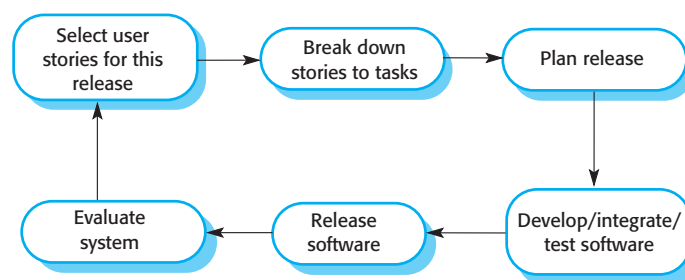 Select user
stories for this
release
Break down
stories to tasks
Plan release
Evaluate
system
Release
software
Develop/integrate/
test software